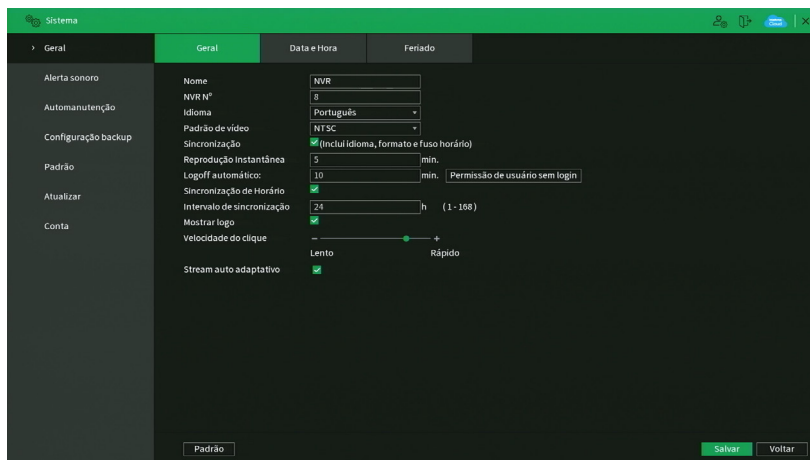 Sistema
Geral
Alerta sonoro
Automanutenção
Configuração backup
Padrão
Atualizar
Conta
Geral Data e Hora Feriado
Nome NVR
NVR Nº 8
Idioma Português
Padrão de vídeo NTSC
Sincronização (Inclui idioma, formato e fuso horário)
Reprodução Instantânea 5 min.
Logoff automático: 10 min. Permissão de usuário sem login
Sincronização de Horário
Intervalo de sincronização 24 h (1 - 168)
Mostrar logo
Velocidade do clique - +
Lento Rápido
Stream auto adaptativo
Padrão Salvar Voltar